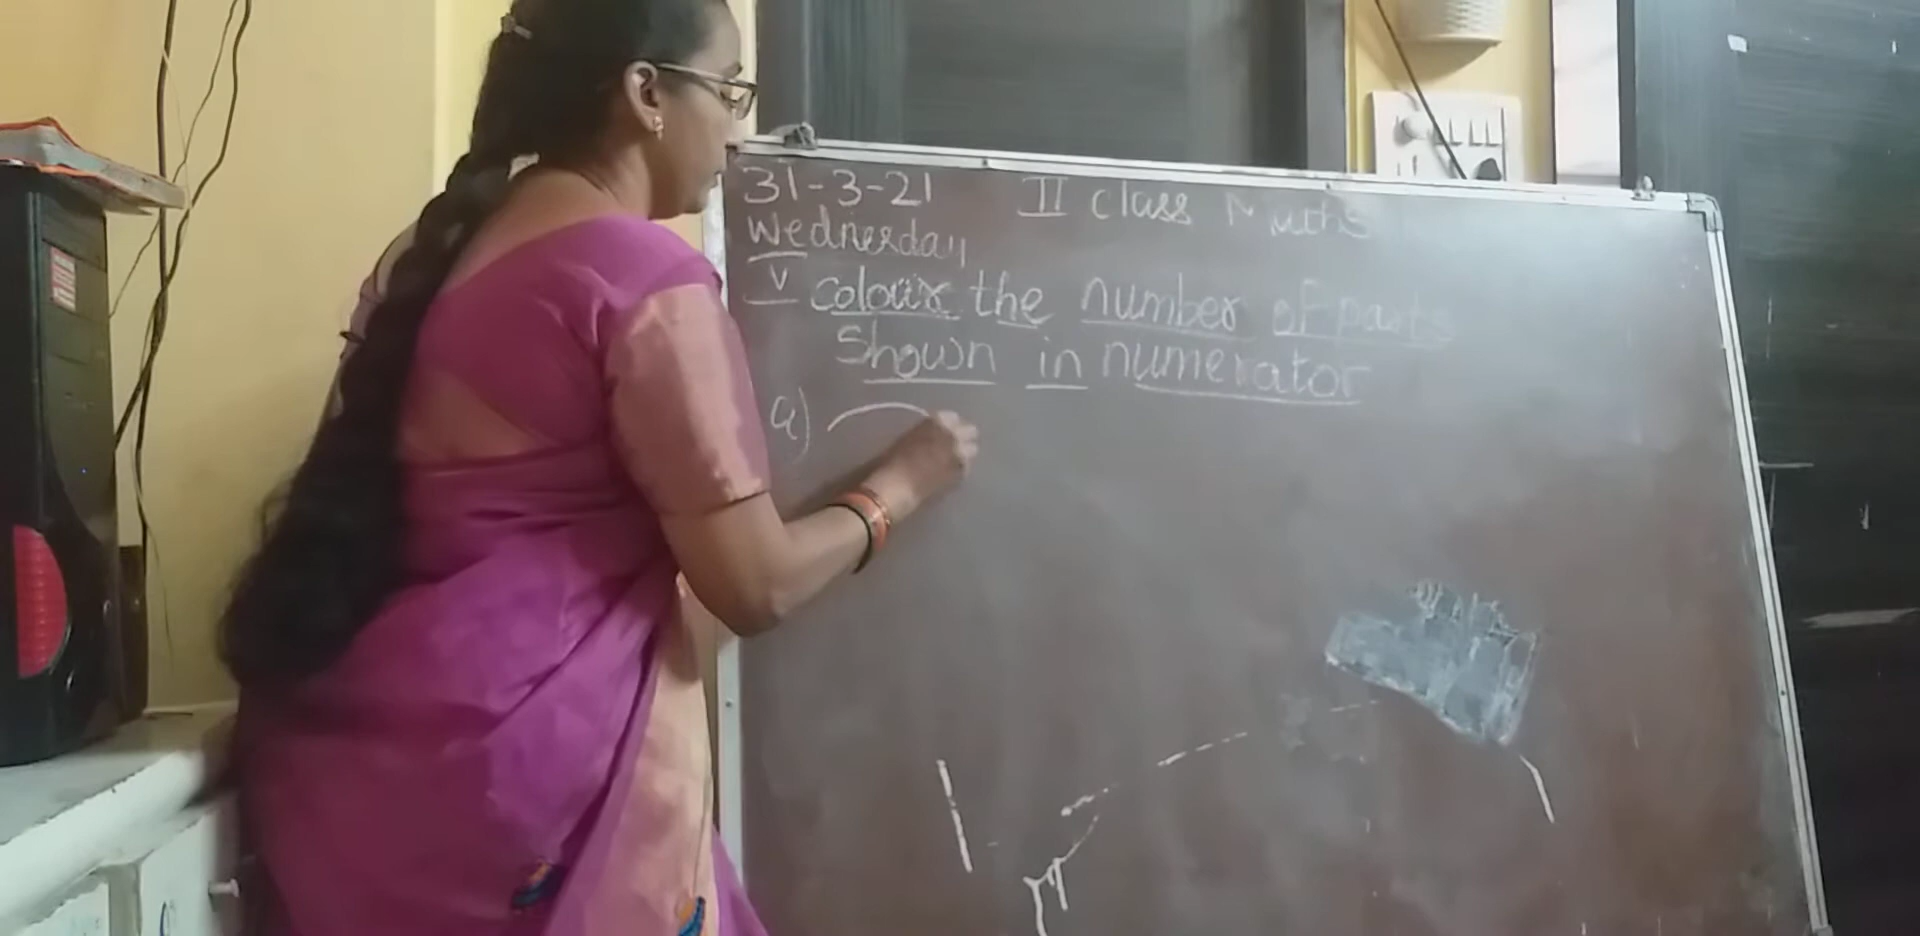 31-3-21 II class Maths
Wednesday
V Colour the number of parts
Shown in numerator
a)